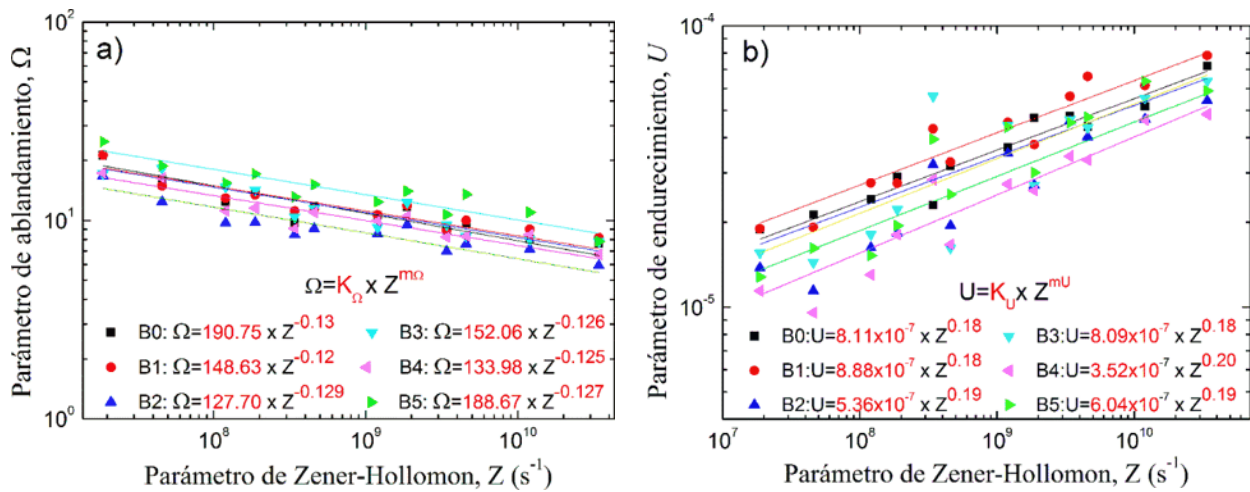 a)
Parámetro de ablandamiento, Ω
10²
10¹
10⁰
Ω=K_Ω x Z^mΩ
B0: Ω=190.75 x Z^-0.13
B1: Ω=148.63 x Z^-0.12
B2: Ω=127.70 x Z^-0.129
B3: Ω=152.06 x Z^-0.126
B4: Ω=133.98 x Z^-0.125
B5: Ω=188.67 x Z^-0.127
10⁸ 10⁹ 10¹⁰
Parámetro de Zener-Hollomon, Z (s⁻¹)
b)
Parámetro de endurecimiento, U
10⁻⁴
10⁻⁵
U=K_U x Z^mU
B0:U=8.11x10⁻⁷ x Z^0.18
B1:U=8.88x10⁻⁷ x Z^0.18
B2:U=5.36x10⁻⁷ x Z^0.19
B3:U=8.09x10⁻⁷ x Z^0.18
B4:U=3.52x10⁻⁷ x Z^0.20
B5:U=6.04x10⁻⁷ x Z^0.19
10⁷ 10⁸ 10⁹ 10¹⁰
Parámetro de Zener-Hollomon, Z (s⁻¹)